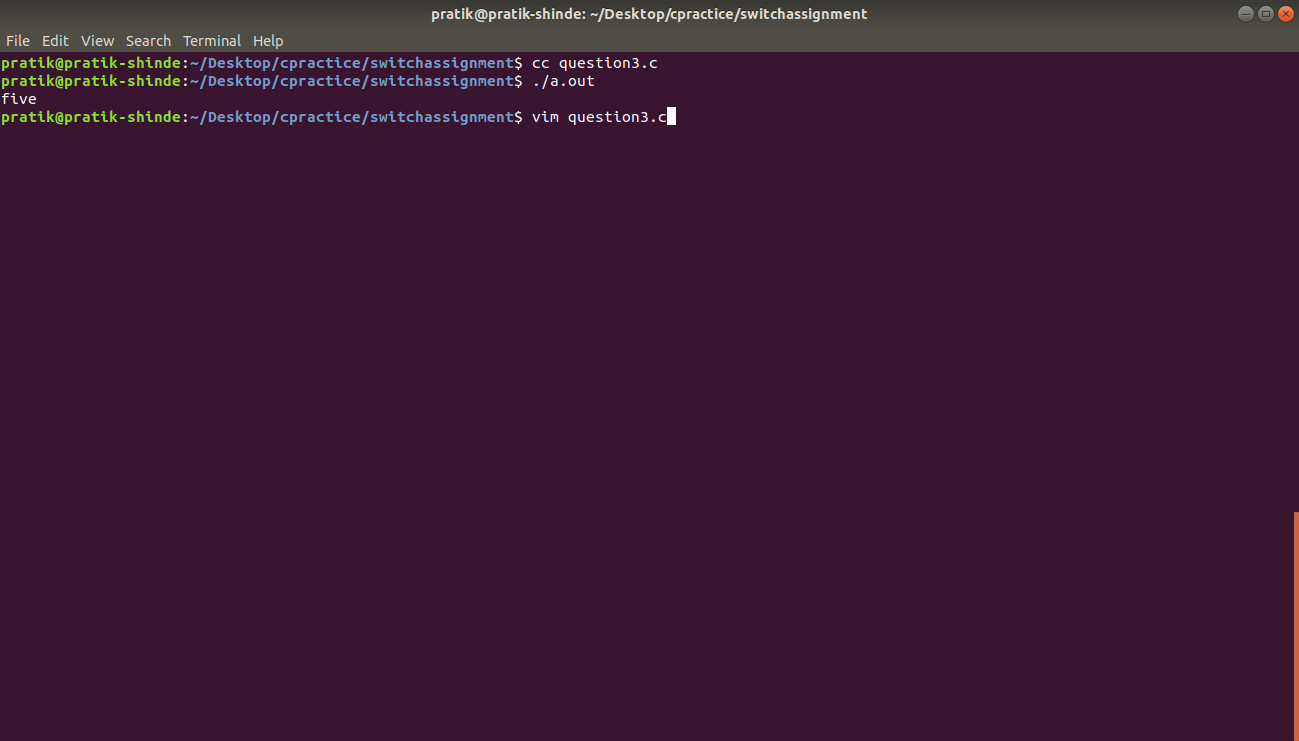 pratik@pratik-shinde: ~/Desktop/cpractice/switchassignment
File Edit View Search Terminal Help
pratik@pratik-shinde:~/Desktop/cpractice/switchassignment$ cc question3.c
pratik@pratik-shinde:~/Desktop/cpractice/switchassignment$ ./a.out
five
pratik@pratik-shinde:~/Desktop/cpractice/switchassignment$ vim question3.c